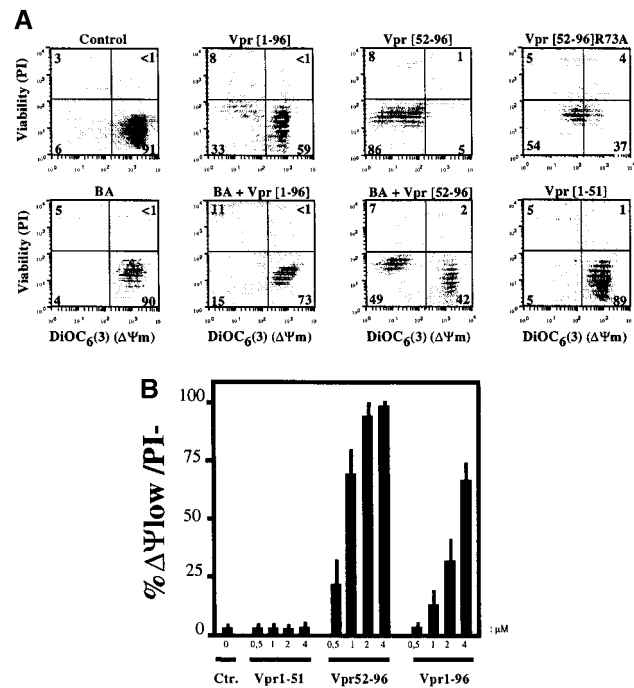 A
Control
Vpr [1-96]
Vpr [52-96]
Vpr [52-96]R73A
Viability (PI)
3 <1
6 91
8 <1
33 59
8 1
86 5
5 4
54 37
BA
BA + Vpr [1-96]
BA + Vpr [52-96]
Vpr [1-51]
Viability (PI)
5 <1
4 90
11 <1
15 73
7 2
49 42
5 1
5 89
DiOC6(3) (ΔΨm)
DiOC6(3) (ΔΨm)
DiOC6(3) (ΔΨm)
DiOC6(3) (ΔΨm)
B
% ΔΨlow /PI-
100
75
50
25
0
0 0,5 1 2 4 0,5 1 2 4 0,5 1 2 4 : µM
Ctr. Vpr1-51 Vpr52-96 Vpr1-96